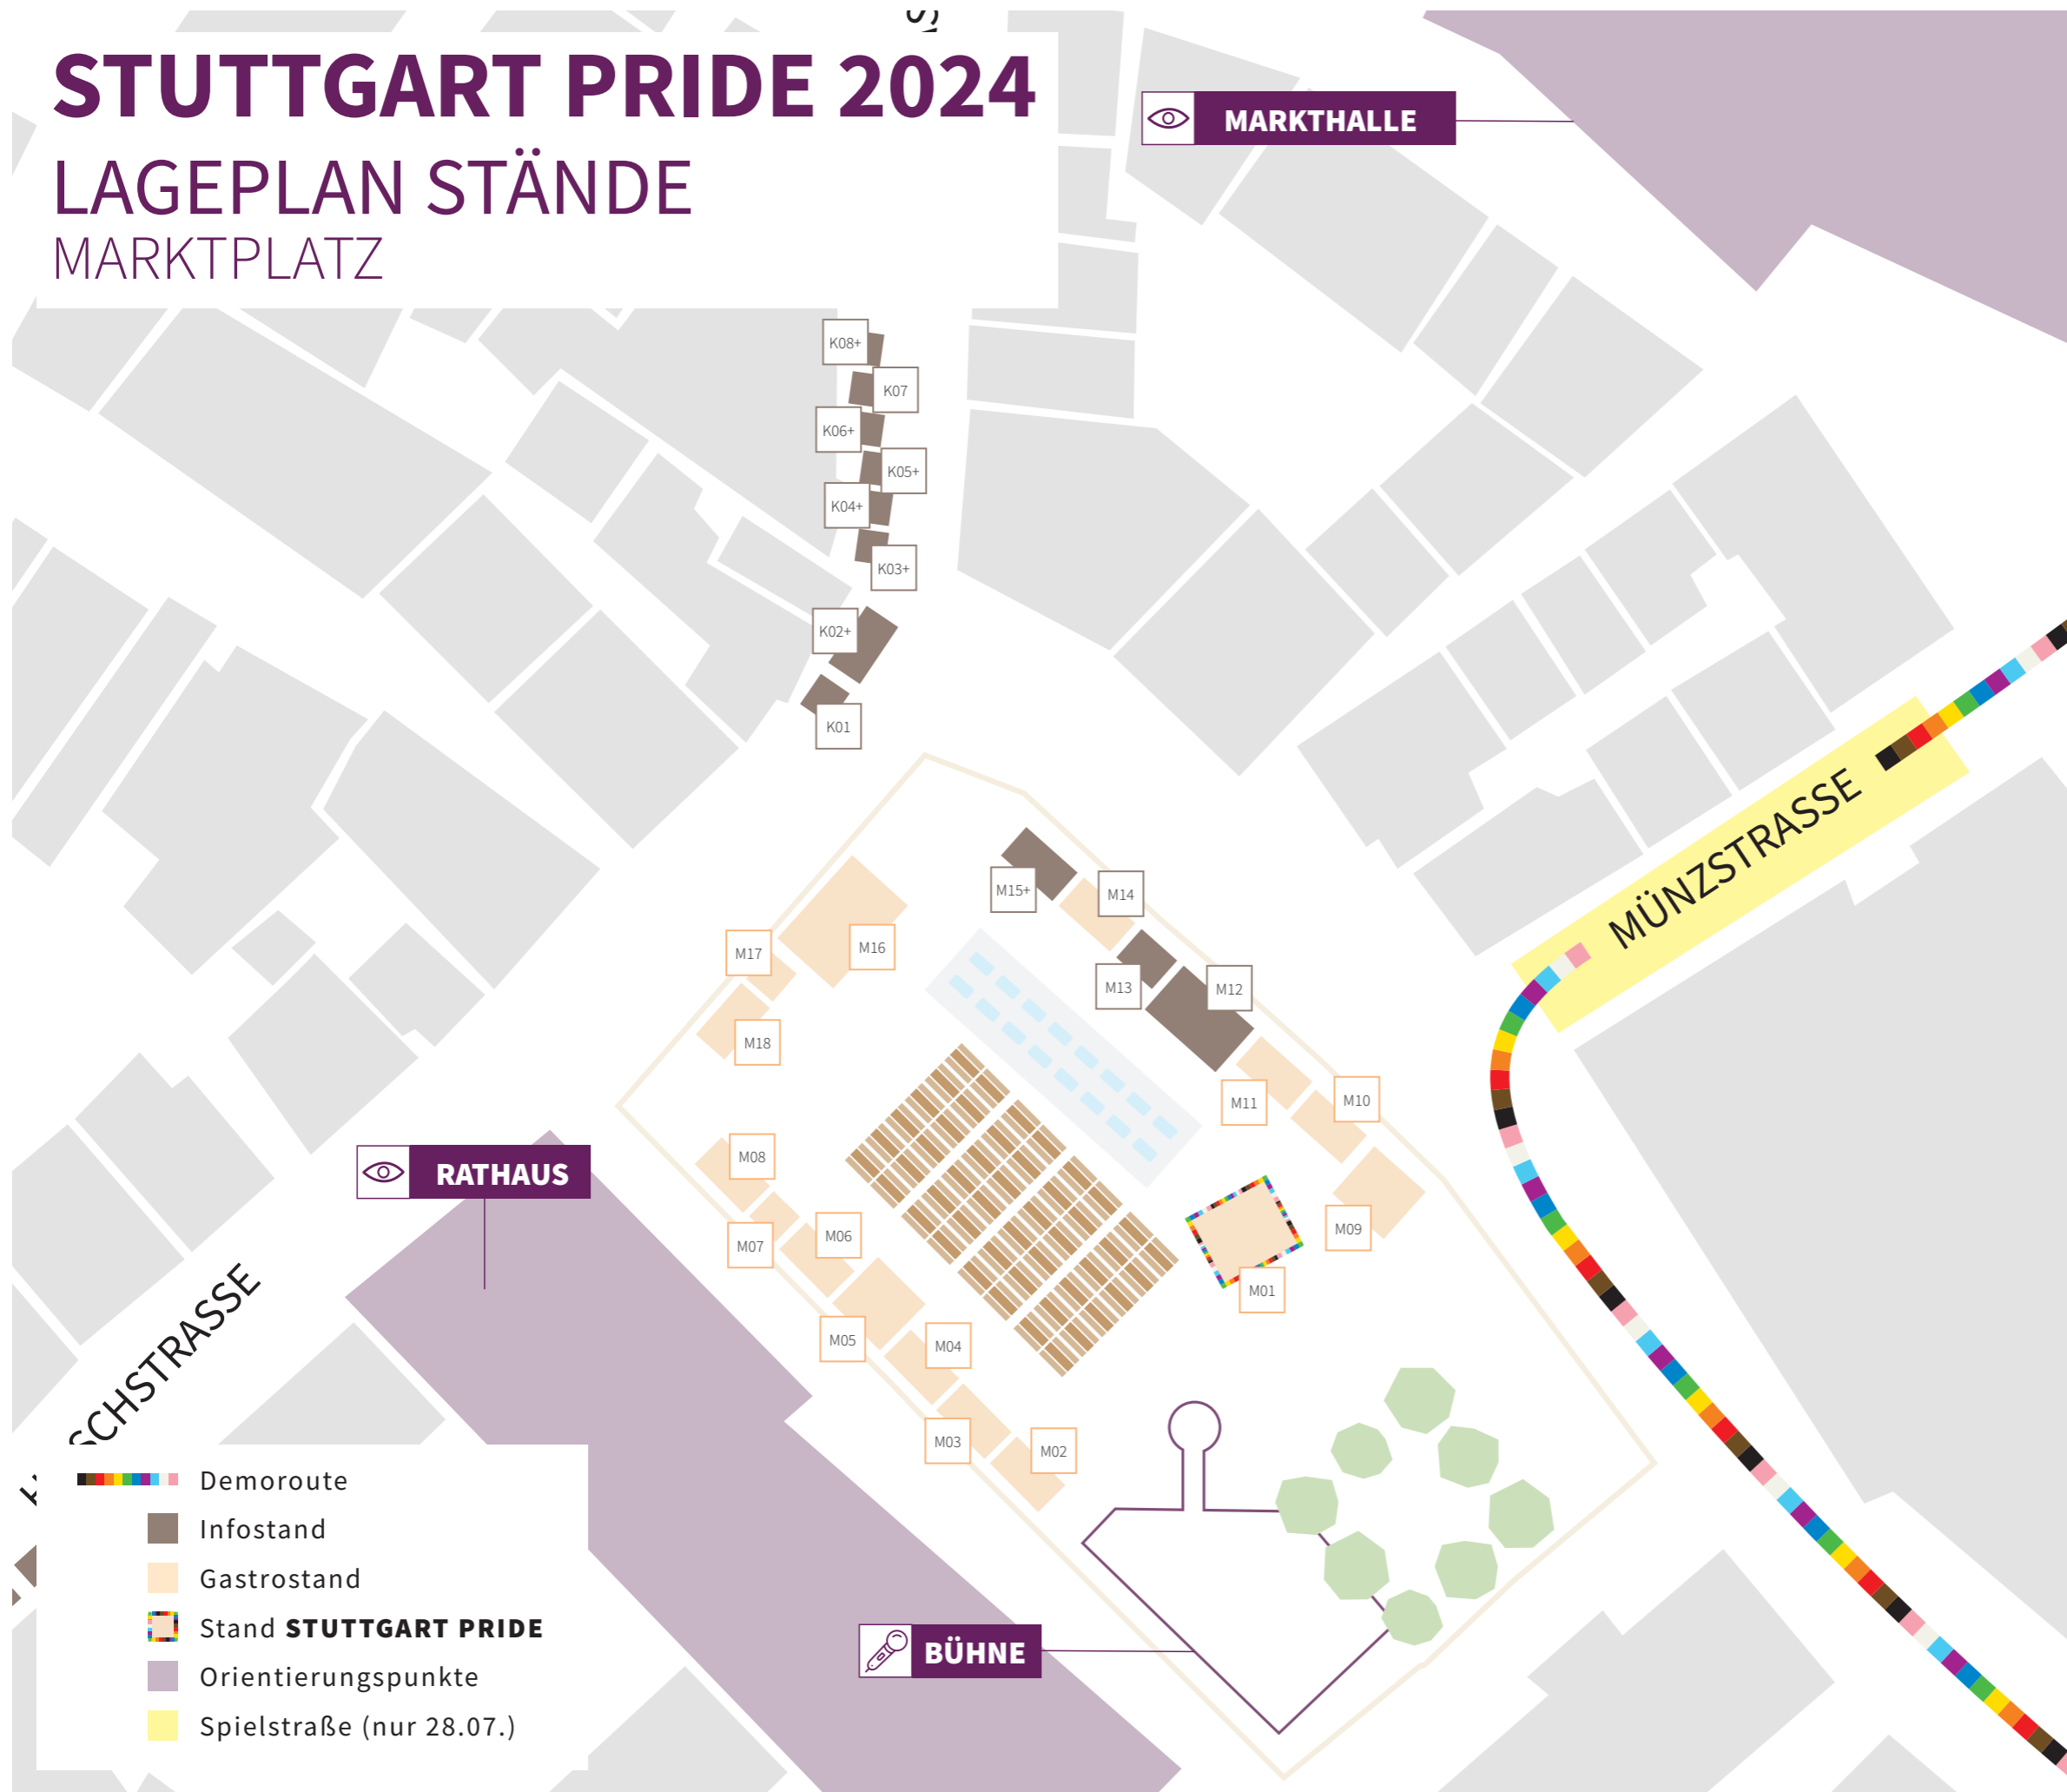 STUTTGART PRIDE 2024
LAGEPLAN STÄNDE
MARKTPLATZ
MARKTHALLE
K08+
K07
K06+
K05+
K04+
K03+
K02+
K01
MÜNZSTRASSE
M15+
M14
M17
M16
M13
M12
M18
M11
M10
M08
RATHAUS
M09
M07
M06
M01
M05
M04
M03
M02
SCHSTRASSE
Demoroute
Infostand
Gastrostand
Stand STUTTGART PRIDE
Orientierungspunkte
Spielstraße (nur 28.07.)
BÜHNE